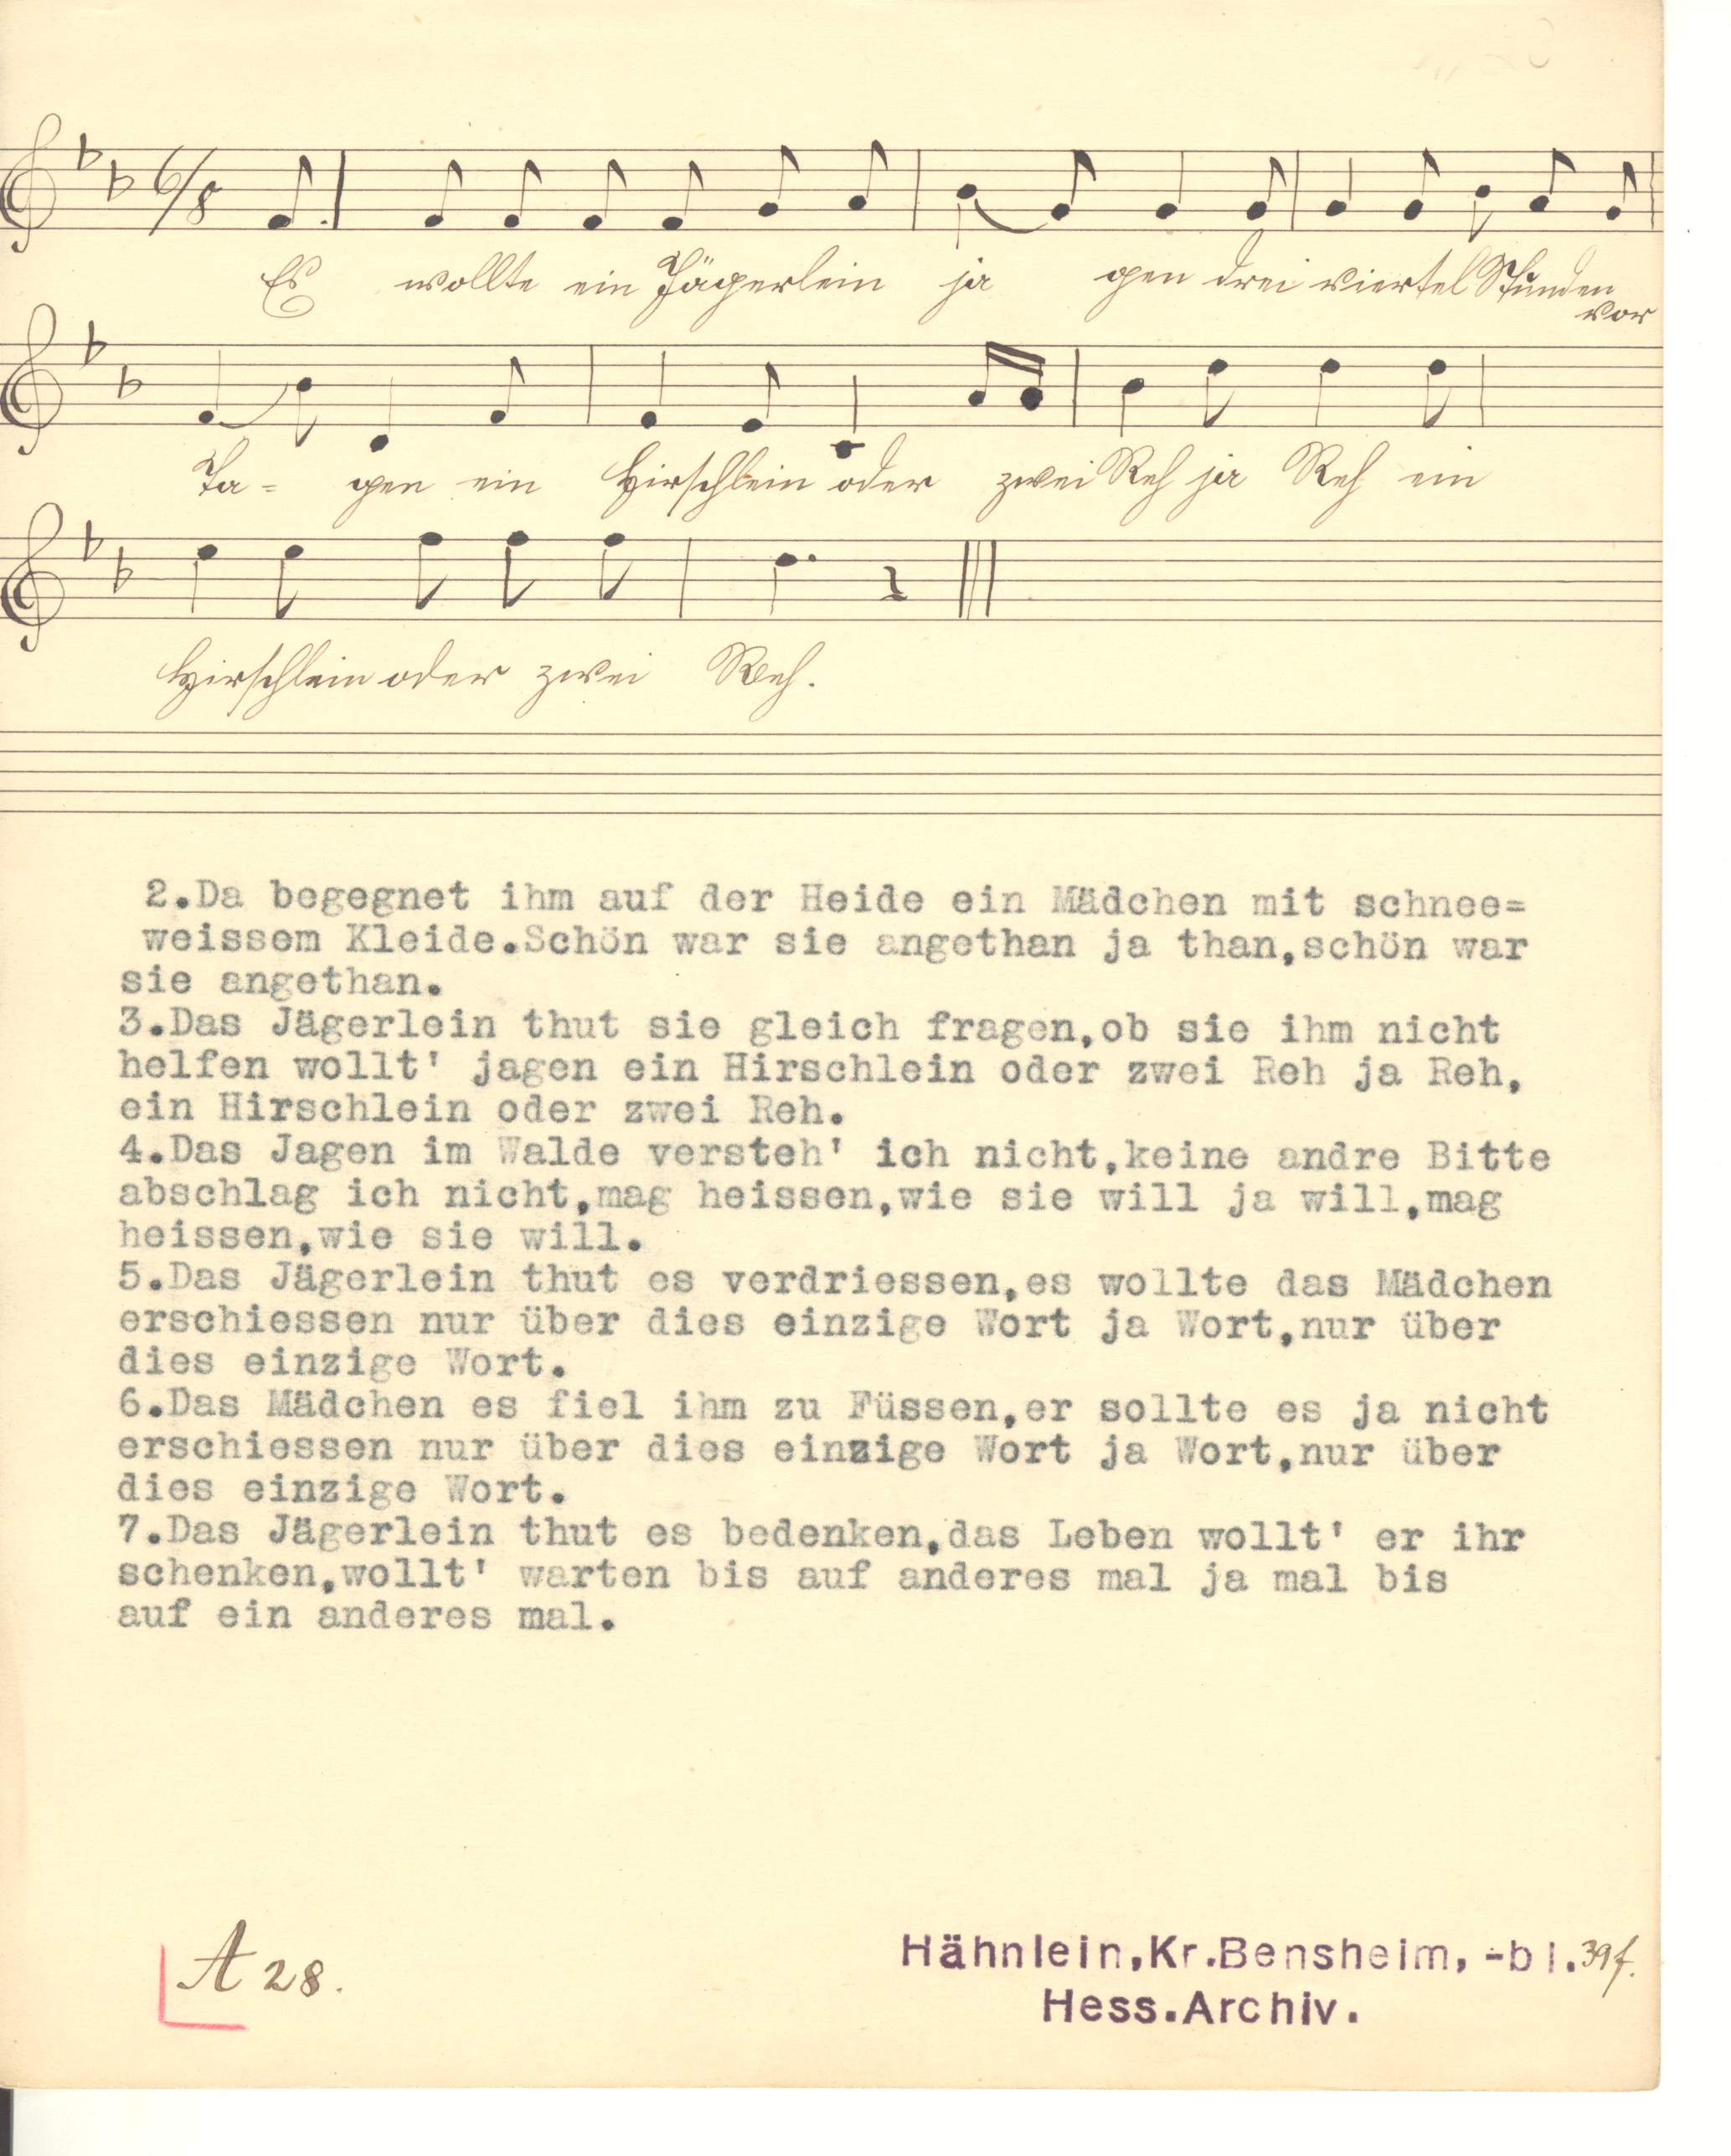 6/8
Es wollte ein Jägerlein ja gen drei viertel Stunden
vor
Ta= gen ein Hirschlein oder zwei Reh ja Reh ein
Hirschlein oder zwei Reh.
2.Da begegnet ihm auf der Heide ein Mädchen mit schnee=
weissem Kleide.Schön war sie angethan ja than,schön war
sie angethan.
3.Das Jägerlein thut sie gleich fragen,ob sie ihm nicht
helfen wollt' jagen ein Hirschlein oder zwei Reh ja Reh,
ein Hirschlein oder zwei Reh.
4.Das Jagen im Walde versteh' ich nicht,keine andre Bitte
abschlag ich nicht,mag heissen,wie sie will ja will,mag
heissen,wie sie will.
5.Das Jägerlein thut es verdriessen,es wollte das Mädchen
erschiessen nur über dies einzige Wort ja Wort,nur über
dies einzige Wort.
6.Das Mädchen es fiel ihm zu Füssen,er sollte es ja nicht
erschiessen nur über dies einzige Wort ja Wort,nur über
dies einzige Wort.
7.Das Jägerlein thut es bedenken,das Leben wollt' er ihr
schenken,wollt' warten bis auf anderes mal ja mal bis
auf ein anderes mal.
A 28.
Hähnlein,Kr.Bensheim,-bl.39f.
Hess.Archiv.